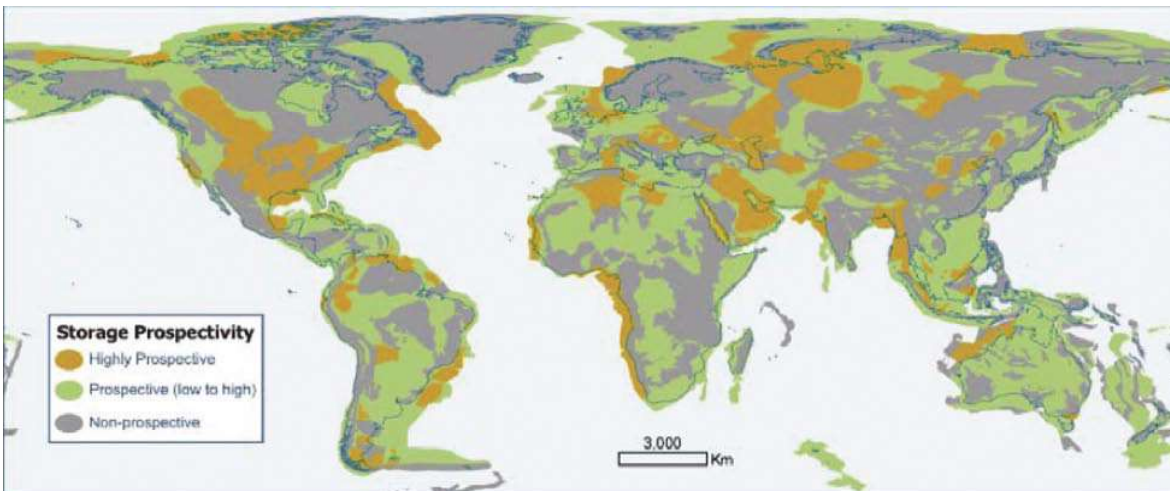 Storage Prospectivity
Highly Prospective
Prospective (low to high)
Non-prospective
3,000
Km